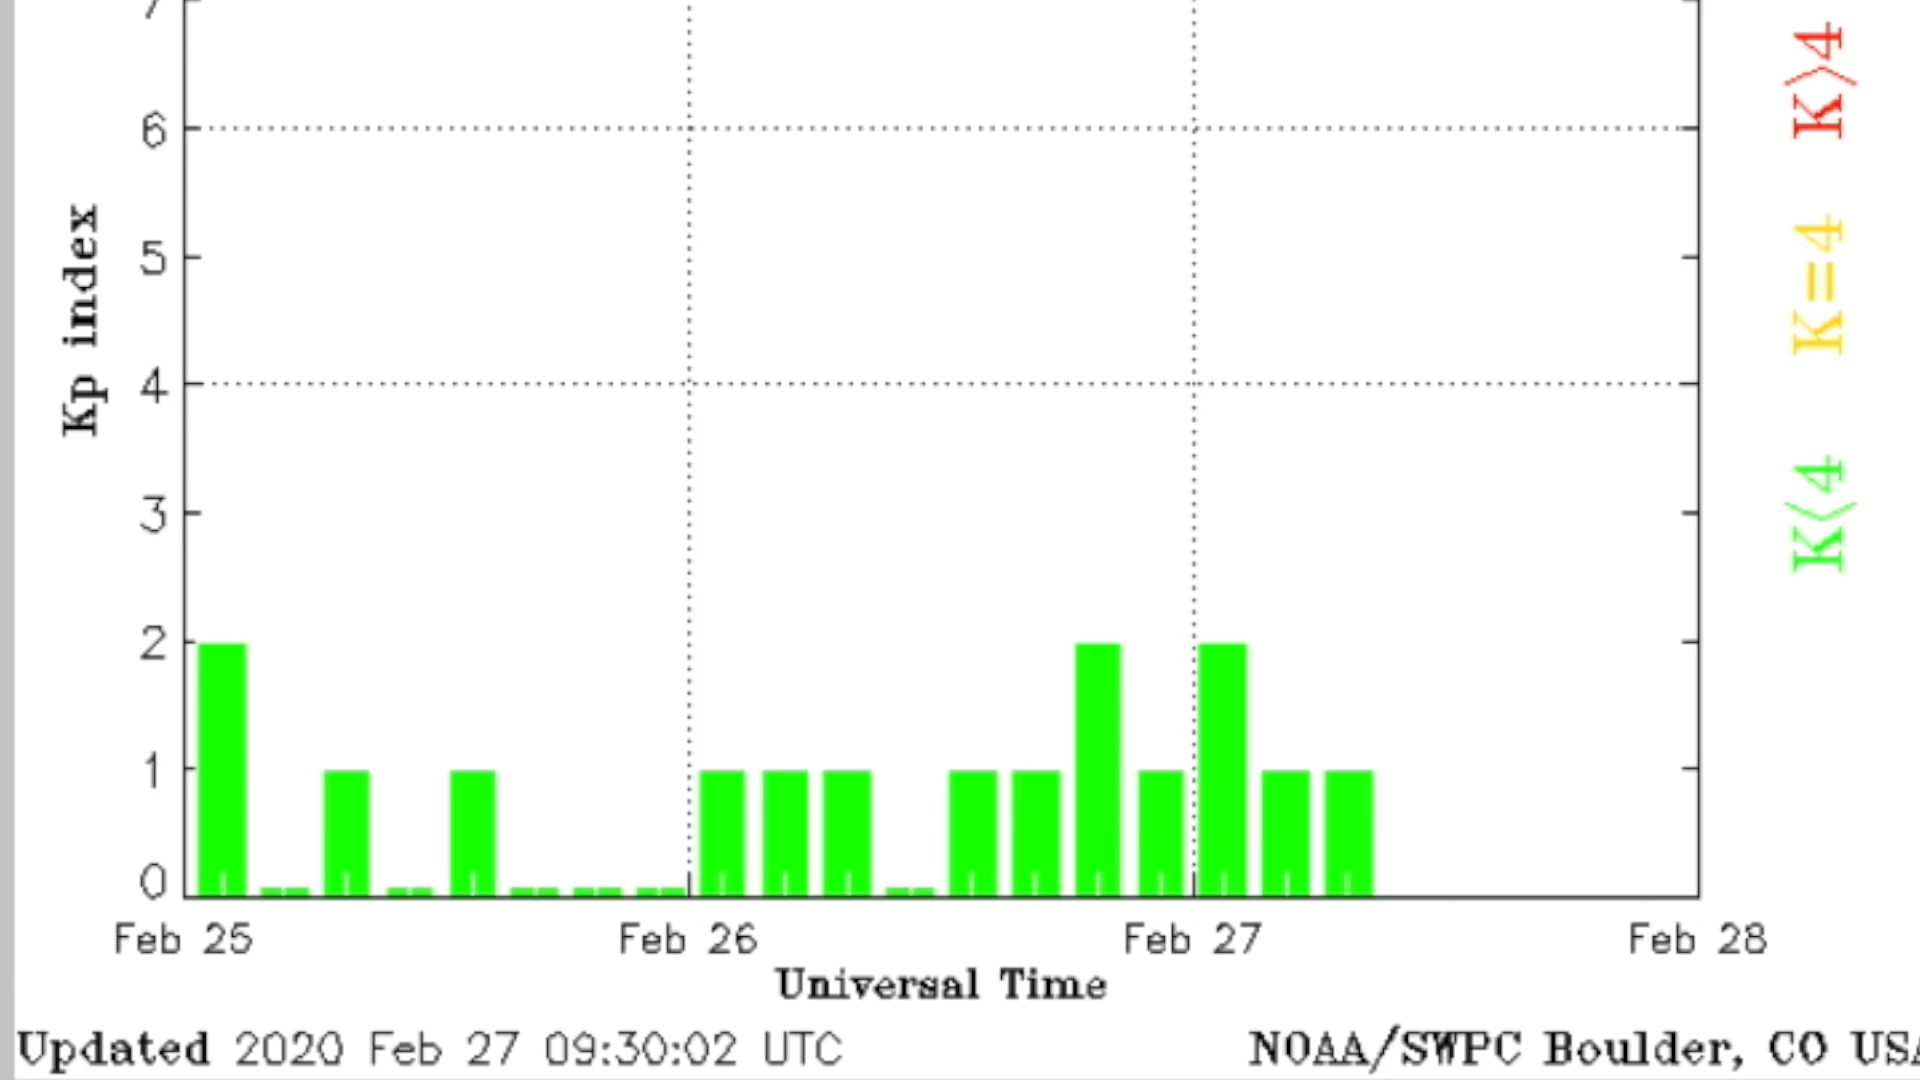 7
6
5
4
3
2
1
0
Kp index
K>4
K=4
K<4
Feb 25 Feb 26 Feb 27 Feb 28
Universal Time
Updated 2020 Feb 27 09:30:02 UTC NOAA/SWPC Boulder, CO USA